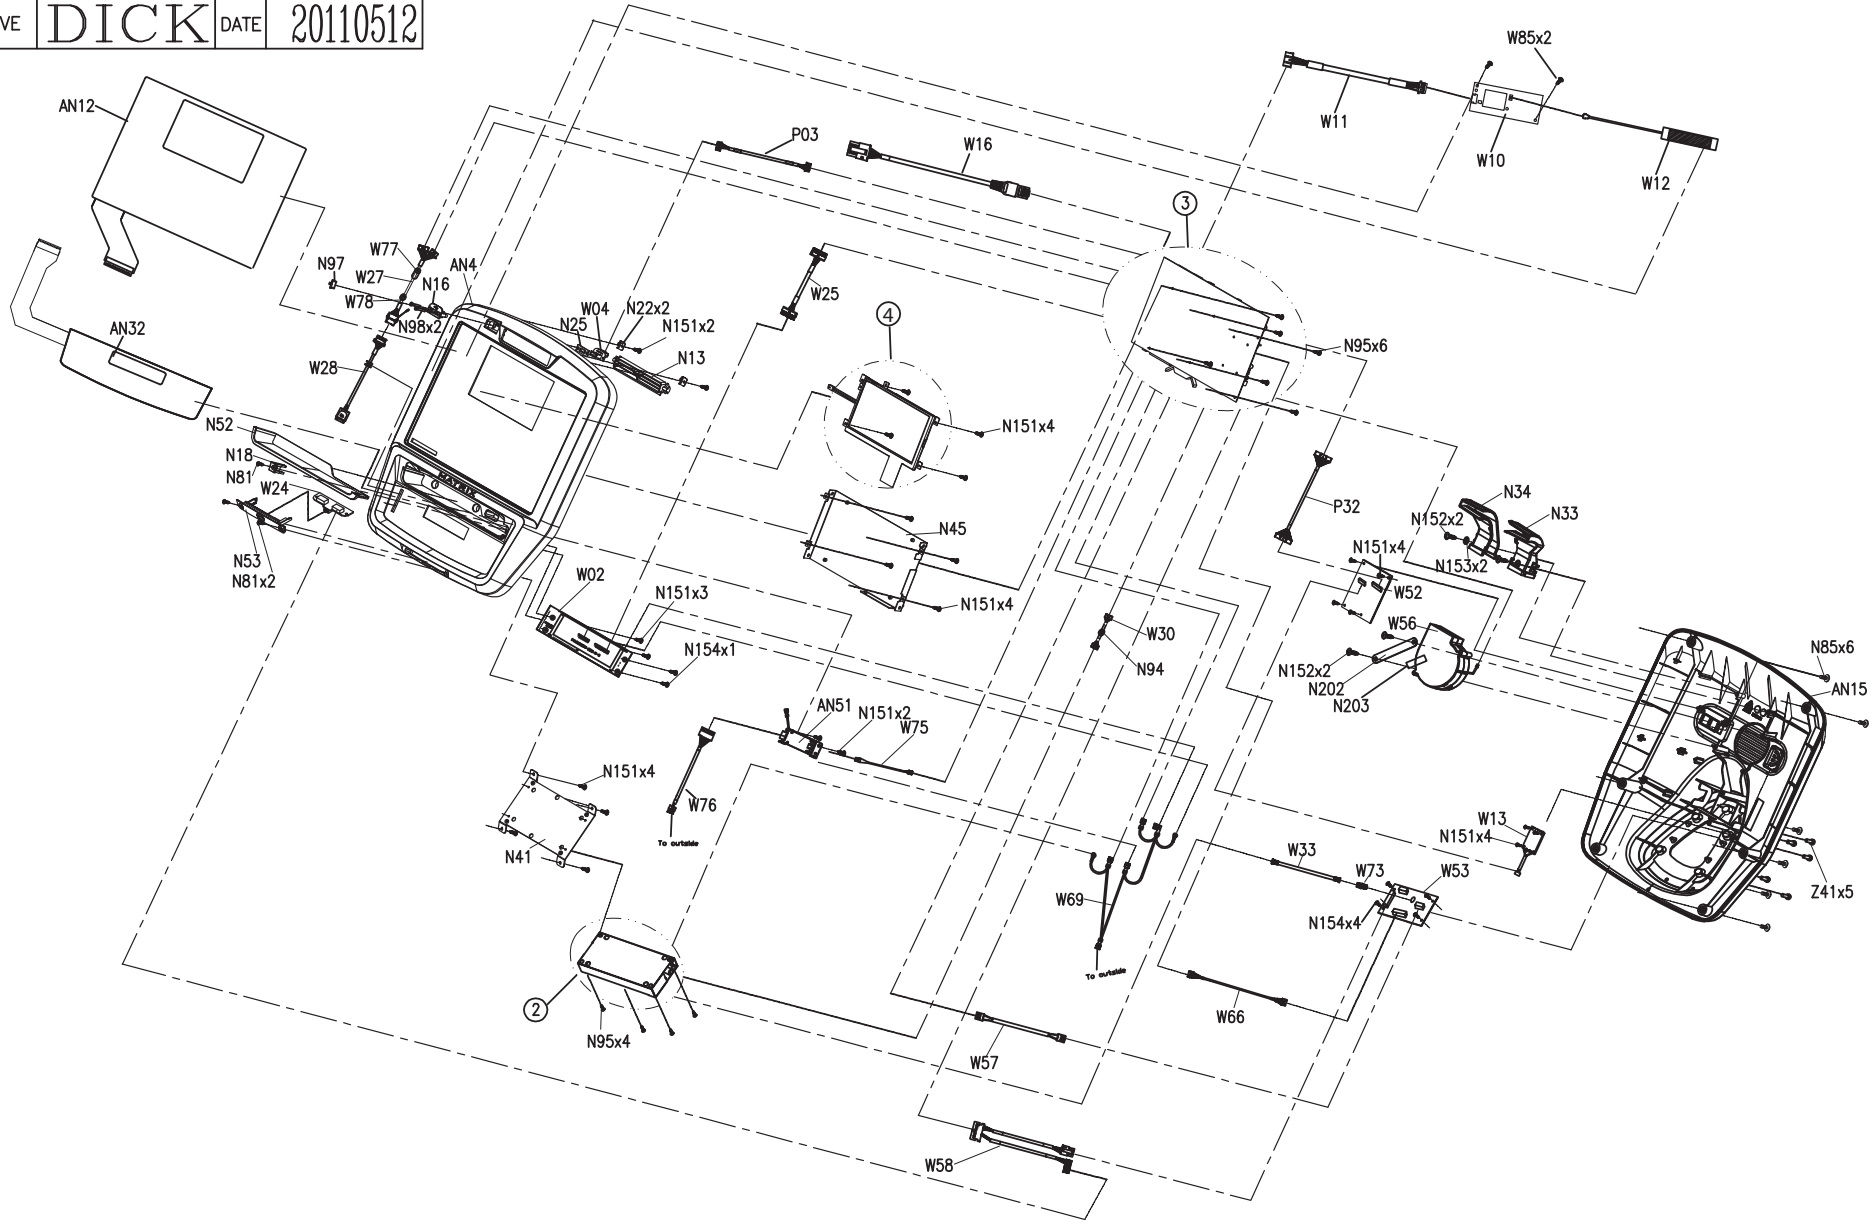 VE DICK DATE 20110512
W85x2
AN12
W11
W10
W12
P03
W16
3
W77
W27
N97
N16
W78
N98x2
AN4
W25
W04
N22x2
N25
N151x2
N13
4
N95x6
AN32
W28
N52
N18
N81
W24
N53
N81x2
MATRIX
N151x4
N45
N151x4
P32
N34
N33
N152x2
N153x2
N151x4
W52
W56
N152x2
N202
N203
W02
N151x3
N154x1
W30
N94
N85x6
AN15
AN51
N151x2
W75
W76
To outside
N151x4
N41
W13
N151x4
Z41x5
W33
W73
W53
N154x4
W69
To outside
W66
2
N95x4
W57
W58